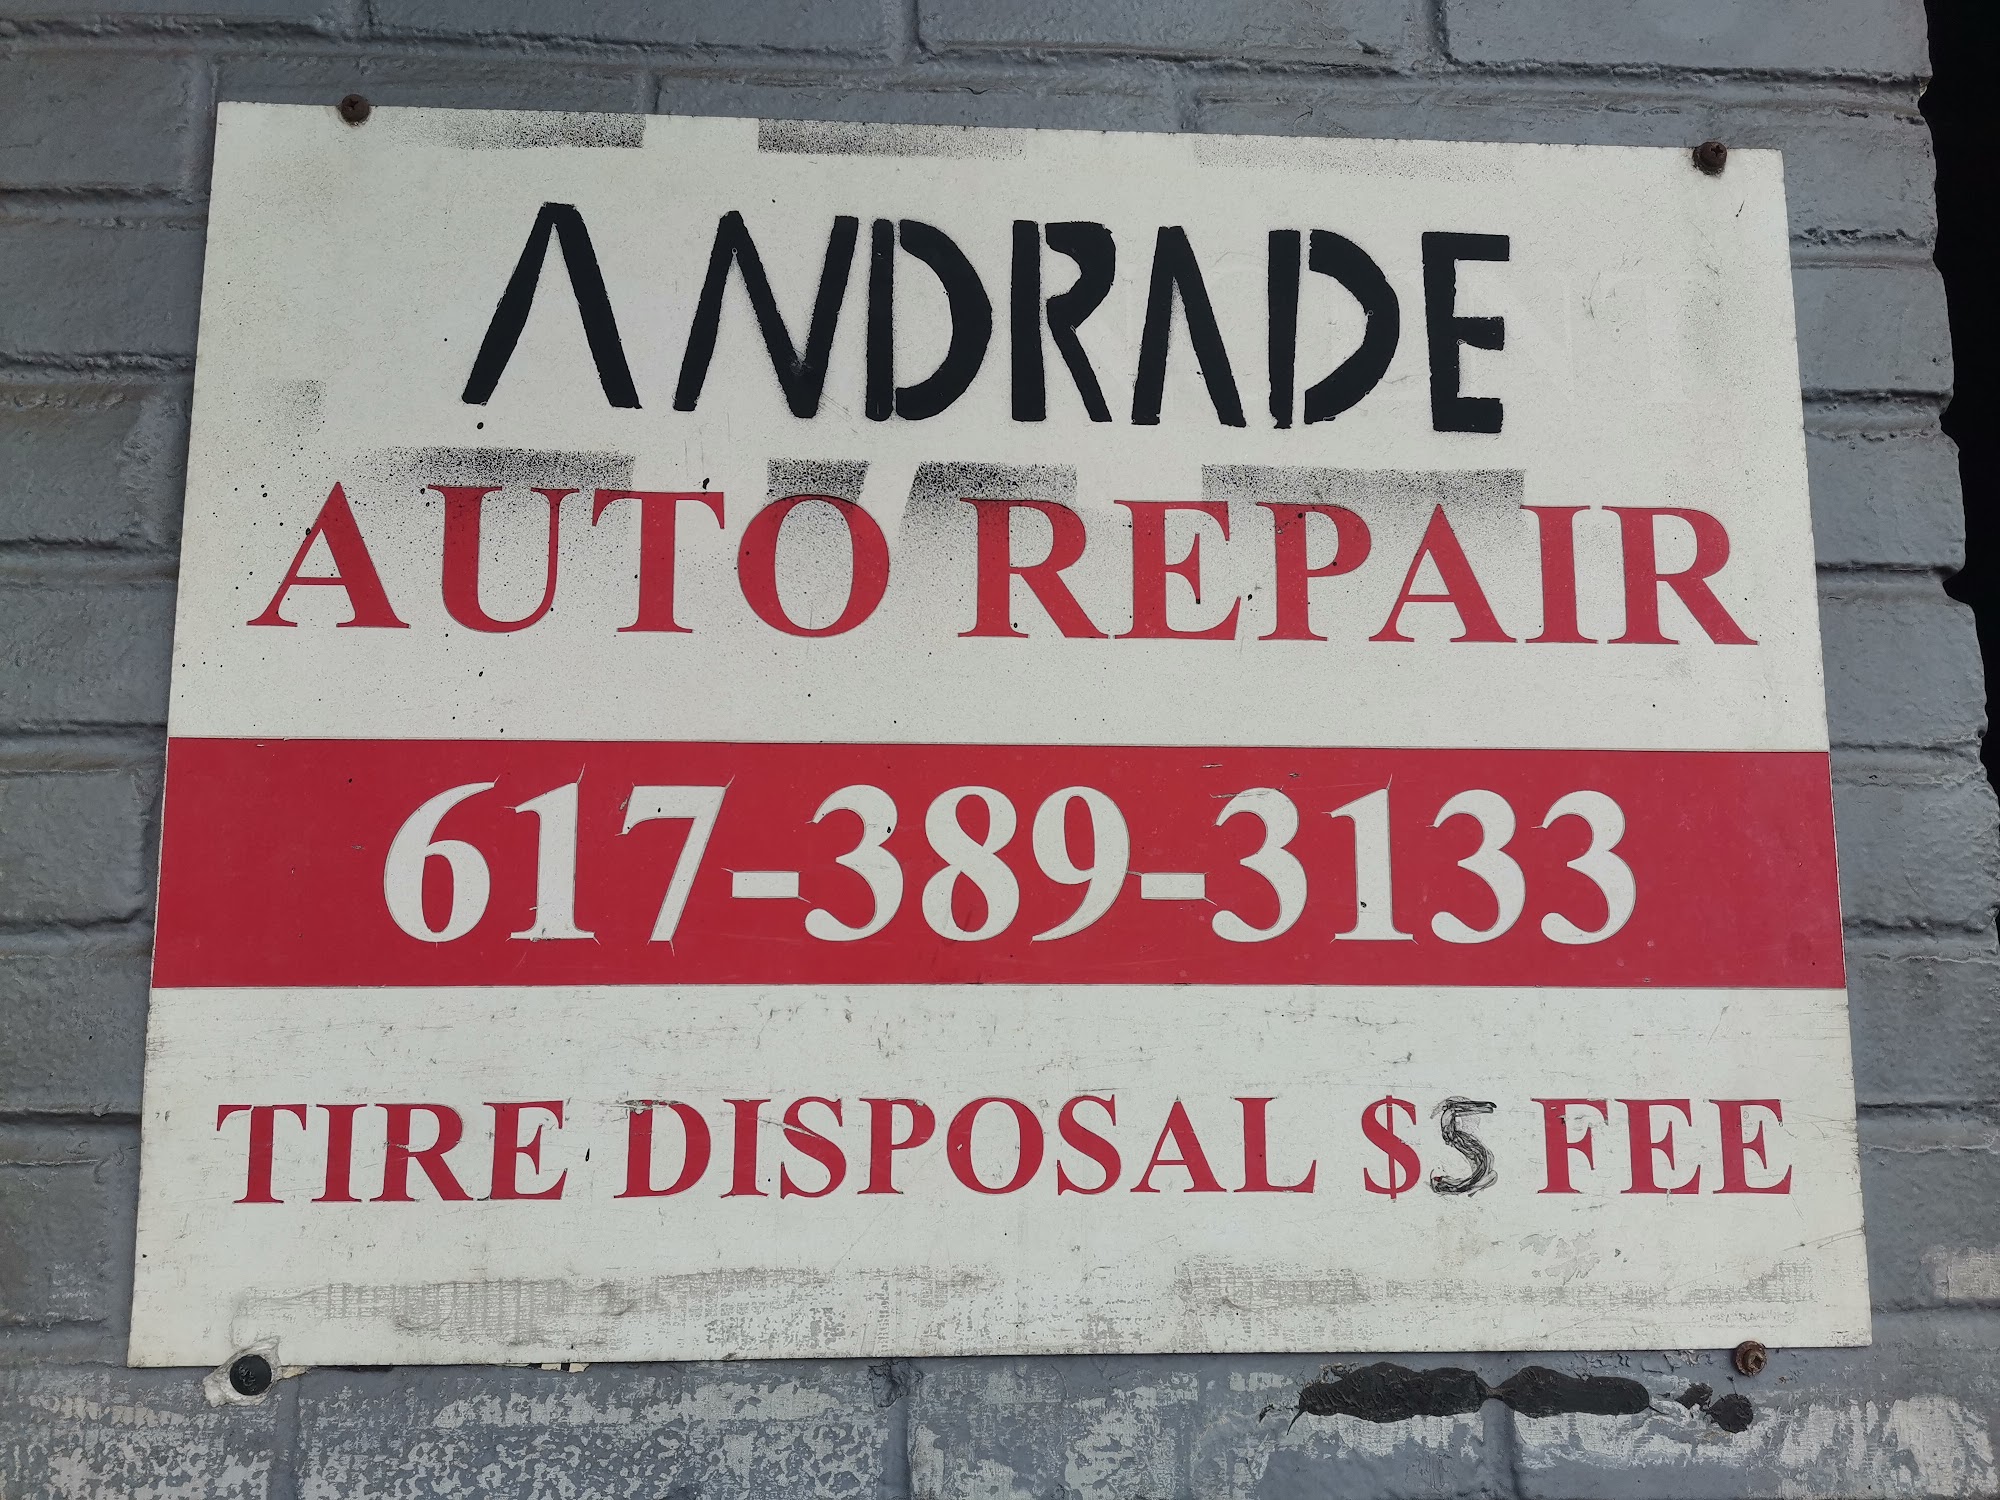 ANDRADE
AUTO REPAIR
617-389-3133
TIRE DISPOSAL $5 FEE